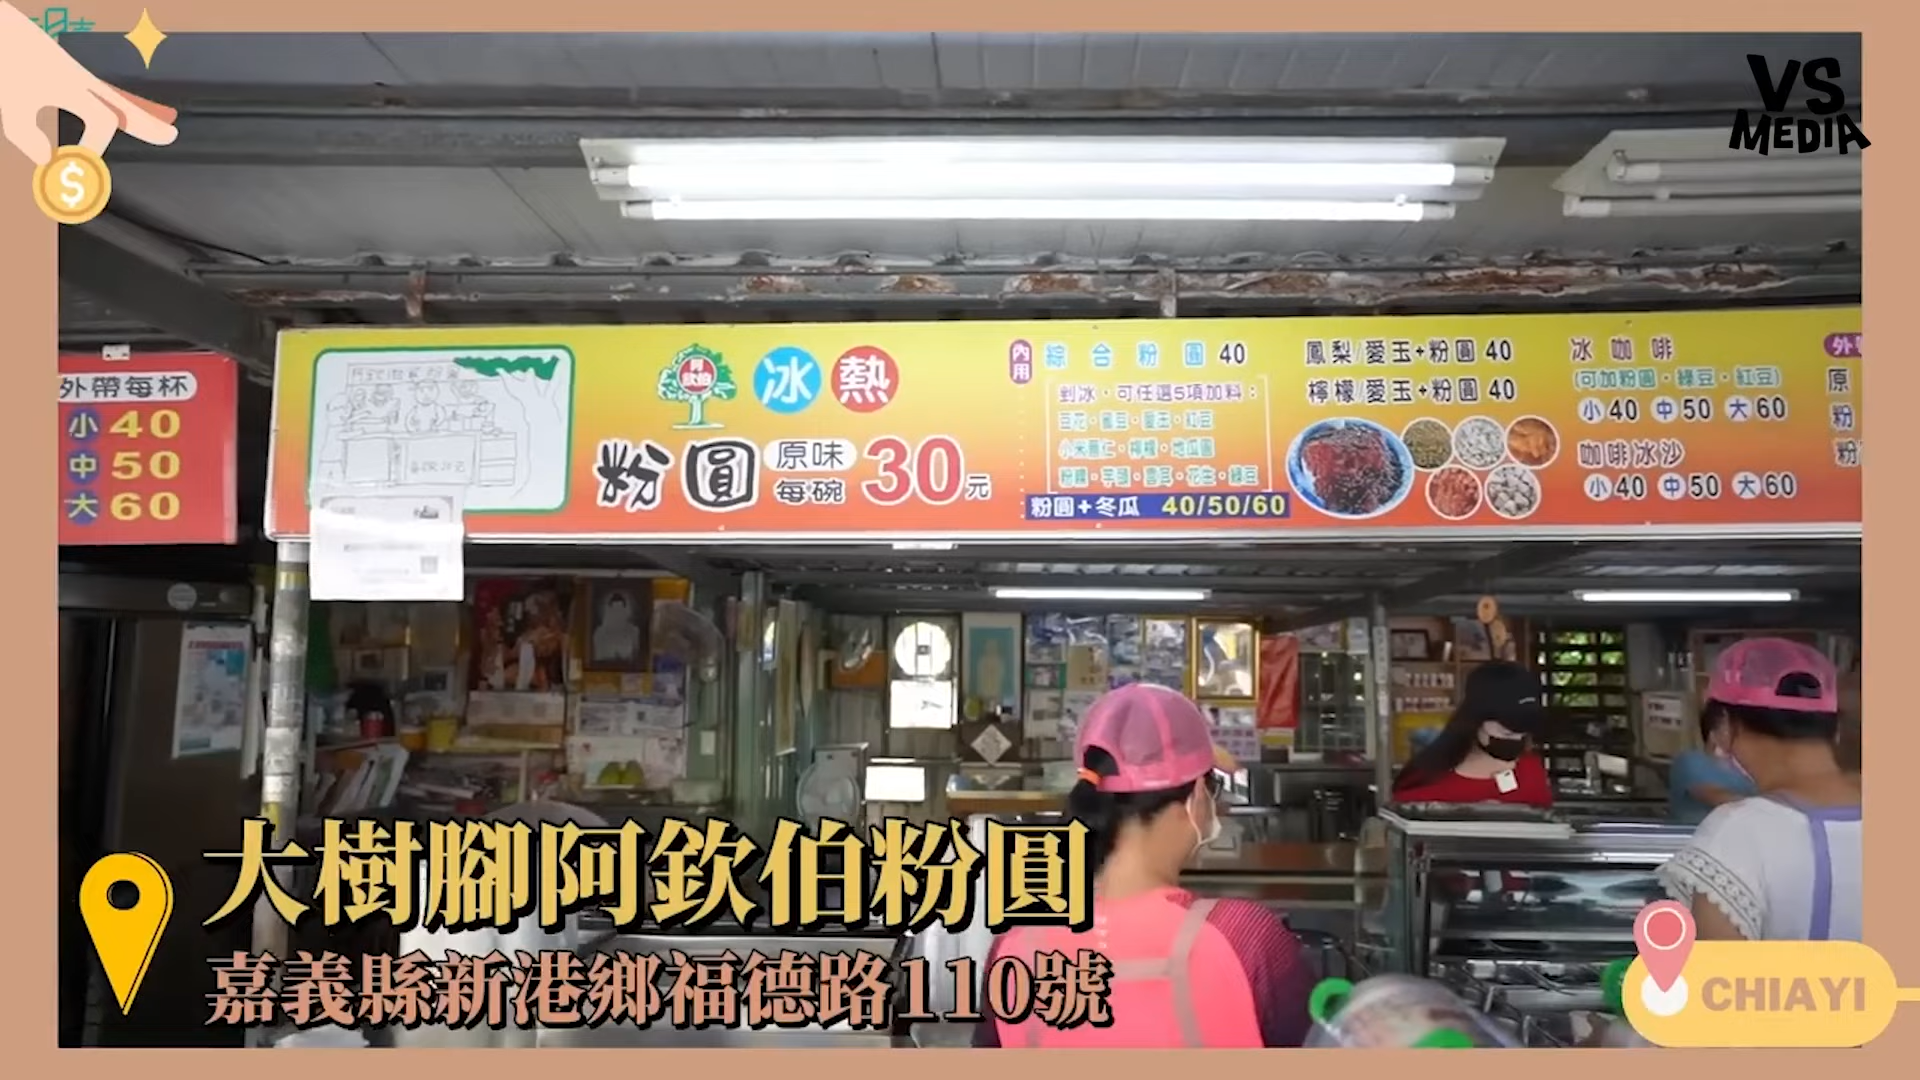 VS
MEDIA
$
外帶每杯
小 40
中 50
大 60
阿
欽伯
冰 熱
粉圓 原味 每碗 30元
內用
綜合粉圓 40
剉冰，可任選5項加料：
粉圓+冬瓜 40/50/60
鳳梨/愛玉+粉圓 40
檸檬/愛玉+粉圓 40
冰咖啡
(可加粉圓・綠豆・紅豆)
小40 中50 大60
咖啡冰沙
小40 中50 大60
原
粉
粉
大樹腳阿欽伯粉圓
嘉義縣新港鄉福德路110號
CHIAYI